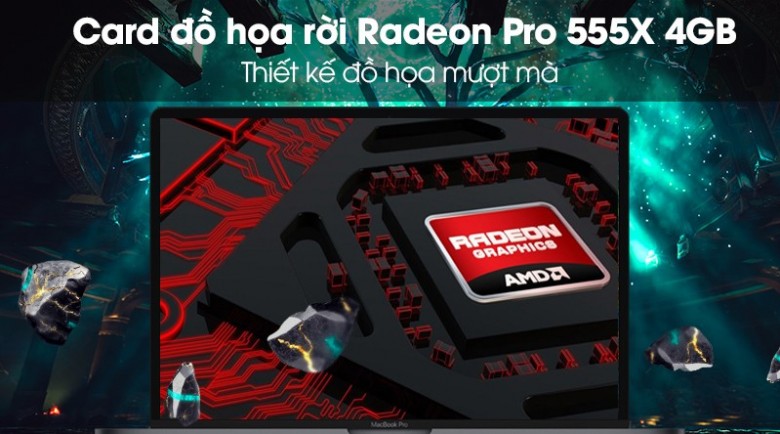 Card đồ họa rời Radeon Pro 555X 4GB
Thiết kế đồ họa mượt mà
RADEON
GRAPHICS
AMD
MacBook Pro